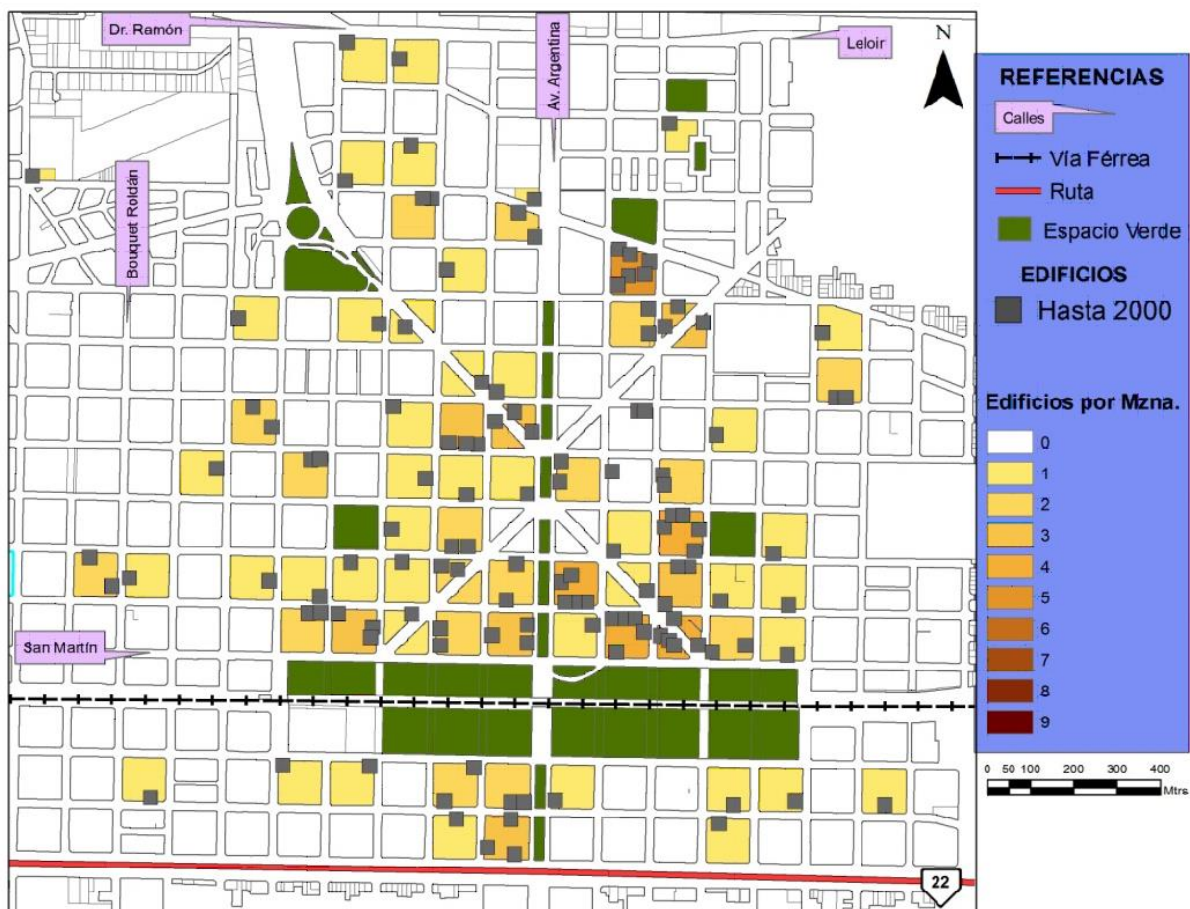 Dr. Ramón
Av. Argentina
Leloir
N
Bouquet Roldán
San Martín
22
REFERENCIAS
Calles
Vía Férrea
Ruta
Espacio Verde
EDIFICIOS
Hasta 2000
Edificios por Mzna.
0
1
2
3
4
5
6
7
8
9
0 50 100 200 300 400
Mtrs.